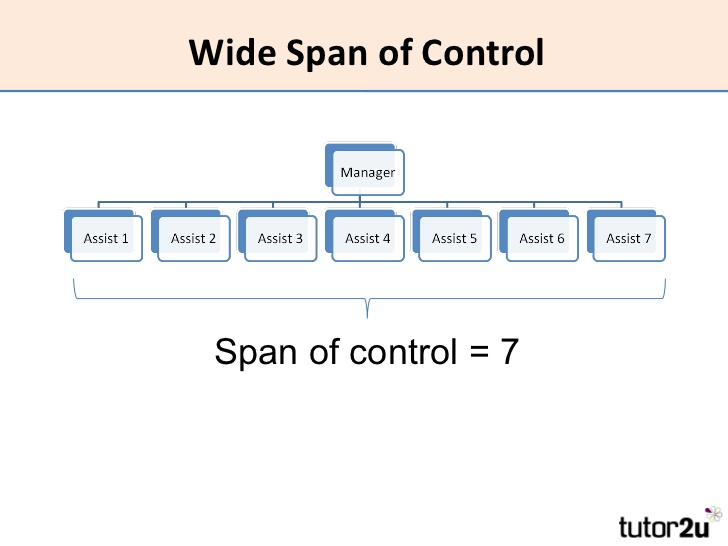 Wide Span of Control
Manager
Assist 1 Assist 2 Assist 3 Assist 4 Assist 5 Assist 6 Assist 7
Span of control = 7
tutor2u